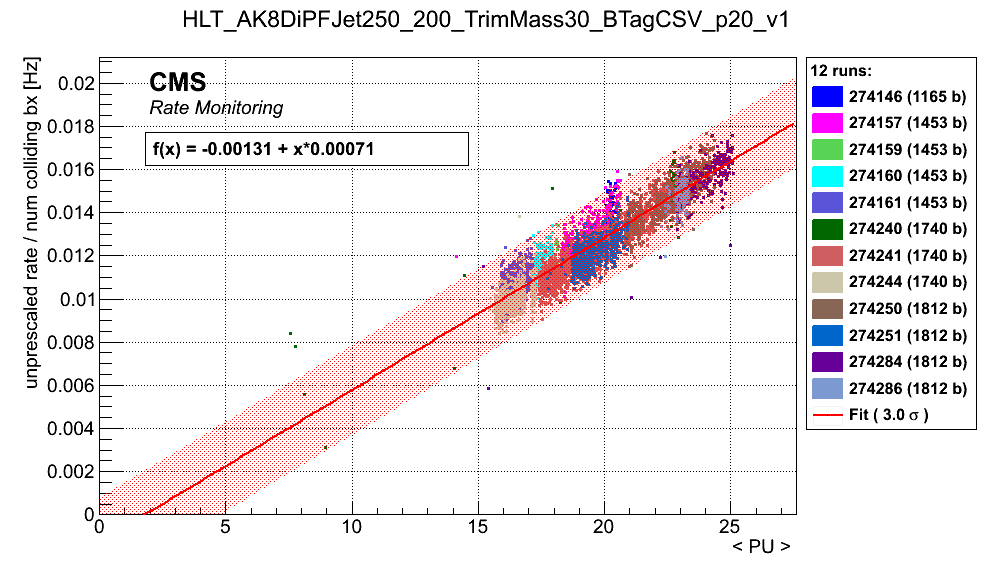 HLT_AK8DiPFJet250_200_TrimMass30_BTagCSV_p20_v1
unprescaled rate / num colliding bx [Hz]
CMS
Rate Monitoring
f(x) = -0.00131 + x*0.00071
0.02
0.018
0.016
0.014
0.012
0.01
0.008
0.006
0.004
0.002
0
0 5 10 15 20 25
< PU >
12 runs:
274146 (1165 b)
274157 (1453 b)
274159 (1453 b)
274160 (1453 b)
274161 (1453 b)
274240 (1740 b)
274241 (1740 b)
274244 (1740 b)
274250 (1812 b)
274251 (1812 b)
274284 (1812 b)
274286 (1812 b)
Fit ( 3.0 σ )